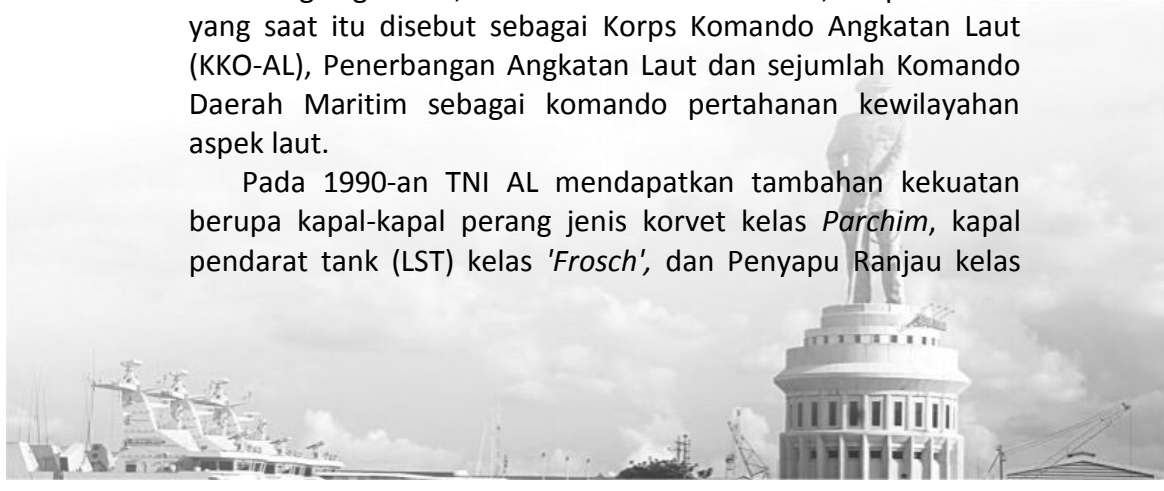 yang saat itu disebut sebagai Korps Komando Angkatan Laut
(KKO-AL), Penerbangan Angkatan Laut dan sejumlah Komando
Daerah Maritim sebagai komando pertahanan kewilayahan
aspek laut.
Pada 1990-an TNI AL mendapatkan tambahan kekuatan
berupa kapal-kapal perang jenis korvet kelas Parchim, kapal
pendarat tank (LST) kelas 'Frosch', dan Penyapu Ranjau kelas